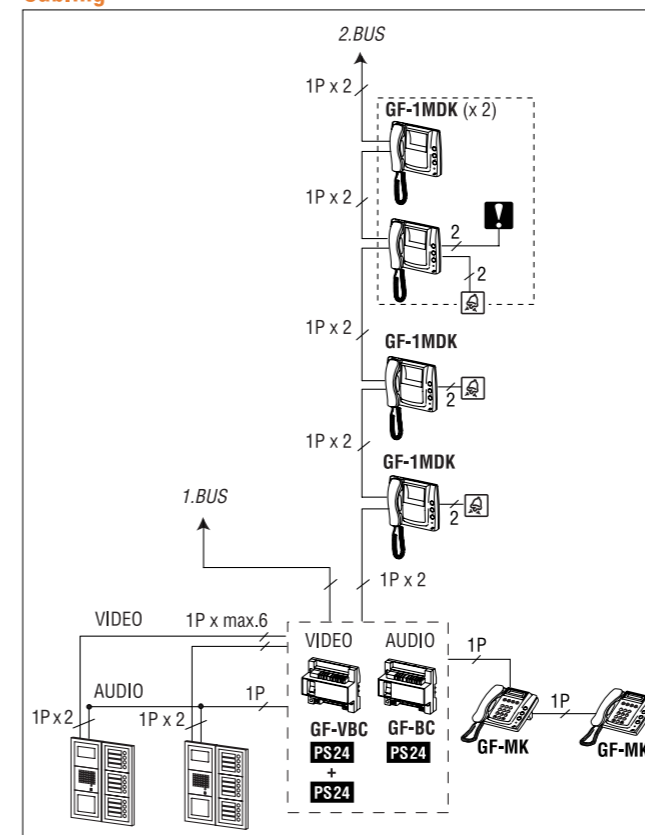 2.BUS
1P x 2
GF-1MDK (x 2)
1P x 2
2
2
1P x 2
GF-1MDK
2
1P x 2
GF-1MDK
1.BUS
2
1P x 2
VIDEO
1P x max.6
VIDEO
AUDIO
1P
AUDIO
1P
1P
1P x 2
1P x 2
GF-VBC
GF-BC
GF-MK
GF-MK
PS24
PS24
+
PS24